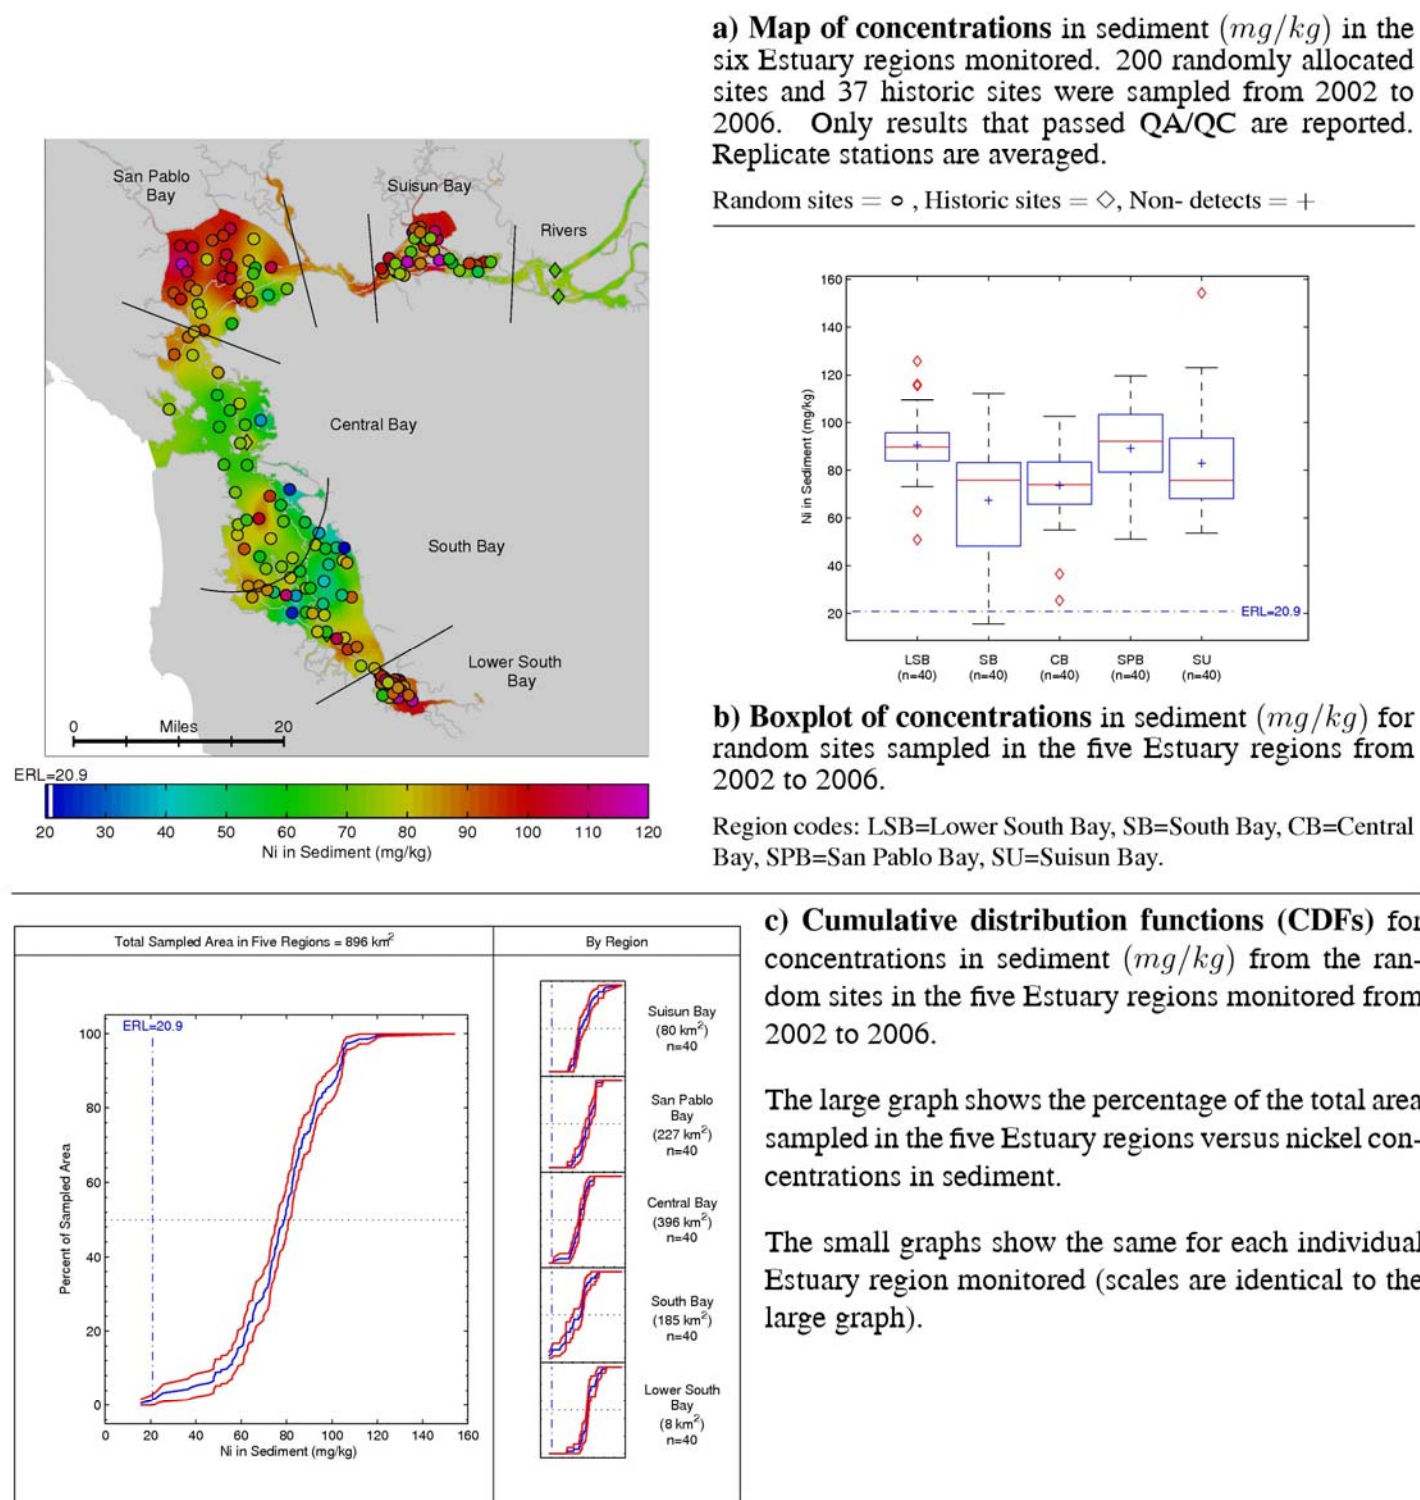 a) Map of concentrations in sediment (mg/kg) in the
six Estuary regions monitored. 200 randomly allocated
sites and 37 historic sites were sampled from 2002 to
2006. Only results that passed QA/QC are reported.
Replicate stations are averaged.
Random sites = o , Historic sites = ◇, Non- detects = +
San Pablo
Bay
Suisun Bay
Rivers
Central Bay
South Bay
Lower South
Bay
0 Miles 20
ERL=20.9
20 30 40 50 60 70 80 90 100 110 120
Ni in Sediment (mg/kg)
160
140
120
100
80
60
40
20
Ni in Sediment (mg/kg)
ERL=20.9
LSB SB CB SPB SU
(n=40) (n=40) (n=40) (n=40) (n=40)
b) Boxplot of concentrations in sediment (mg/kg) for
random sites sampled in the five Estuary regions from
2002 to 2006.
Region codes: LSB=Lower South Bay, SB=South Bay, CB=Central
Bay, SPB=San Pablo Bay, SU=Suisun Bay.
Total Sampled Area in Five Regions = 896 km²
By Region
ERL=20.9
100
80
60
40
20
0
Percent of Sampled Area
0 20 40 60 80 100 120 140 160
Ni in Sediment (mg/kg)
Suisun Bay
(80 km²)
n=40
San Pablo
Bay
(227 km²)
n=40
Central Bay
(396 km²)
n=40
South Bay
(185 km²)
n=40
Lower South
Bay
(8 km²)
n=40
c) Cumulative distribution functions (CDFs) for
concentrations in sediment (mg/kg) from the ran-
dom sites in the five Estuary regions monitored from
2002 to 2006.
The large graph shows the percentage of the total area
sampled in the five Estuary regions versus nickel con-
centrations in sediment.
The small graphs show the same for each individual
Estuary region monitored (scales are identical to the
large graph).